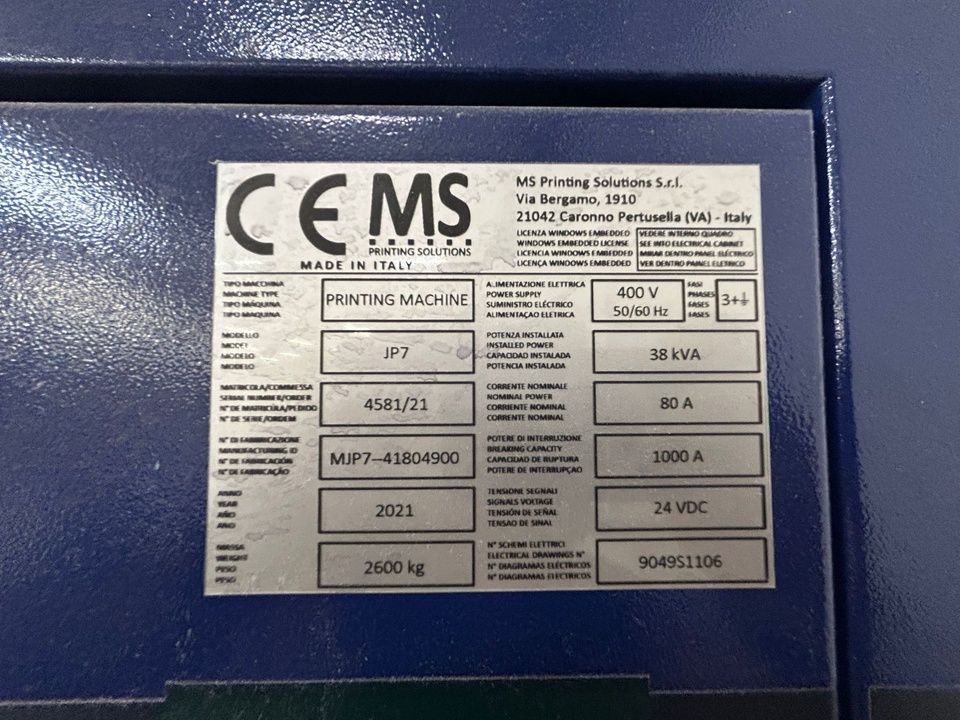 CE MS
PRINTING SOLUTIONS
MADE IN ITALY
MS Printing Solutions S.r.l.
Via Bergamo, 1910
21042 Caronno Pertusella (VA) - Italy
LICENZA WINDOWS EMBEDDED VEDERE INTERNO QUADRO
WINDOWS EMBEDDED LICENSE SEE INTO ELECTRICAL CABINET
LICENCIA WINDOWS EMBEDDED MIRAR DENTRO PANEL ELÉCTRICO
LICENÇA WINDOWS EMBEDDED VER DENTRO PAINEL ELETRICO
TIPO MACCHINA
MACHINE TYPE
TIPO MÁQUINA
TIPO MAQUINA
PRINTING MACHINE
ALIMENTAZIONE ELETTRICA
POWER SUPPLY
SUMINISTRO ELÉCTRICO
ALIMENTAÇAO ELETRICA
400 V
50/60 Hz
FASI
PHASES
FASES
FASES
3+⏚
MODELLO
MODEL
MODELO
MODELO
JP7
POTENZA INSTALLATA
INSTALLED POWER
CAPACIDAD INSTALADA
POTENCIA INSTALADA
38 kVA
MATRICOLA/COMMESSA
SERIAL NUMBER/ORDER
N° DE MATRICÚLA/PEDIDO
N° DE SERIE/ORDEM
4581/21
CORRENTE NOMINALE
NOMINAL POWER
CORRIENTE NOMINAL
CORRENTE NOMINAL
80 A
N° DI FABBRICAZIONE
MANUFACTURING ID
N° DE FABRICACIÓN
N° DE FABRICAÇÃO
MJP7–41804900
POTERE DI INTERRUZIONE
BREAKING CAPACITY
CAPACIDAD DE RUPTURA
POTERE DE INTERRUPÇAO
1000 A
ANNO
YEAR
AÑO
ANO
2021
TENSIONE SEGNALI
SIGNALS VOLTAGE
TENSIÓN DE SEÑAL
TENSAO DE SINAL
24 VDC
MASSA
WEIGHT
PESO
PESO
2600 kg
N° SCHEMI ELETTRICI
ELECTRICAL DRAWINGS N°
N° DIAGRAMAS ELÉCTRICOS
N° DIAGRAMAS ELECTRICOS
9049S1106